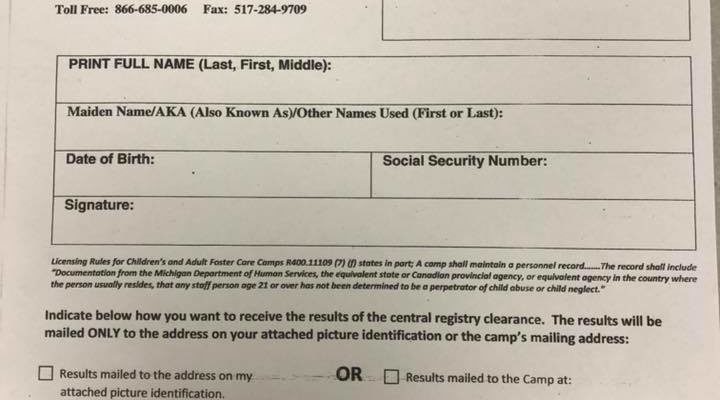 Toll Free: 866-685-0006 Fax: 517-284-9709
PRINT FULL NAME (Last, First, Middle):
Maiden Name/AKA (Also Known As)/Other Names Used (First or Last):
Date of Birth:
Social Security Number:
Signature:
Licensing Rules for Children's and Adult Foster Care Camps R400.11109 (7) (f) states in part; A camp shall maintain a personnel record.......The record shall include
"Documentation from the Michigan Department of Human Services, the equivalent state or Canadian provincial agency, or equivalent agency in the country where
the person usually resides, that any staff person age 21 or over has not been determined to be a perpetrator of child abuse or child neglect."
Indicate below how you want to receive the results of the central registry clearance. The results will be
mailed ONLY to the address on your attached picture identification or the camp's mailing address:
Results mailed to the address on my
attached picture identification.
OR
Results mailed to the Camp at: